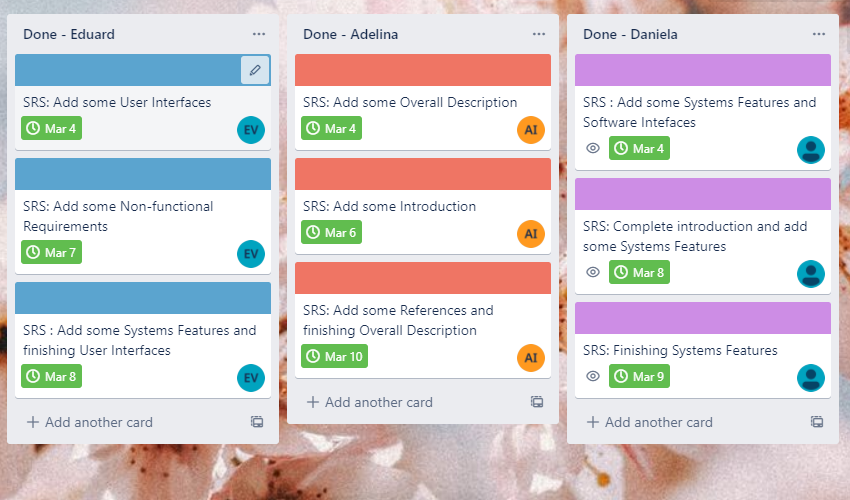 Done - Eduard
SRS: Add some User Interfaces
Mar 4
EV
SRS: Add some Non-functional
Requirements
Mar 7
EV
SRS : Add some Systems Features and
finishing User Interfaces
Mar 8
EV
Add another card
Done - Adelina
SRS: Add some Overall Description
Mar 4
AI
SRS: Add some Introduction
Mar 6
AI
SRS: Add some References and
finishing Overall Description
Mar 10
AI
Add another card
Done - Daniela
SRS : Add some Systems Features and
Software Intefaces
Mar 4
SRS: Complete introduction and add
some Systems Features
Mar 8
SRS: Finishing Systems Features
Mar 9
Add another card